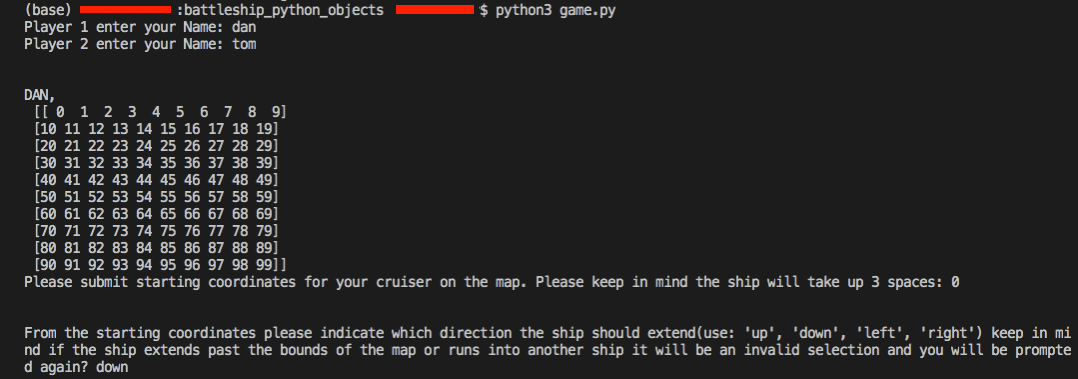 (base) :battleship_python_objects $ python3 game.py
Player 1 enter your Name: dan
Player 2 enter your Name: tom
DAN,
[[ 0 1 2 3 4 5 6 7 8 9]
[10 11 12 13 14 15 16 17 18 19]
[20 21 22 23 24 25 26 27 28 29]
[30 31 32 33 34 35 36 37 38 39]
[40 41 42 43 44 45 46 47 48 49]
[50 51 52 53 54 55 56 57 58 59]
[60 61 62 63 64 65 66 67 68 69]
[70 71 72 73 74 75 76 77 78 79]
[80 81 82 83 84 85 86 87 88 89]
[90 91 92 93 94 95 96 97 98 99]]
Please submit starting coordinates for your cruiser on the map. Please keep in mind the ship will take up 3 spaces: 0
From the starting coordinates please indicate which direction the ship should extend(use: 'up', 'down', 'left', 'right') keep in mi
nd if the ship extends past the bounds of the map or runs into another ship it will be an invalid selection and you will be prompte
d again? down